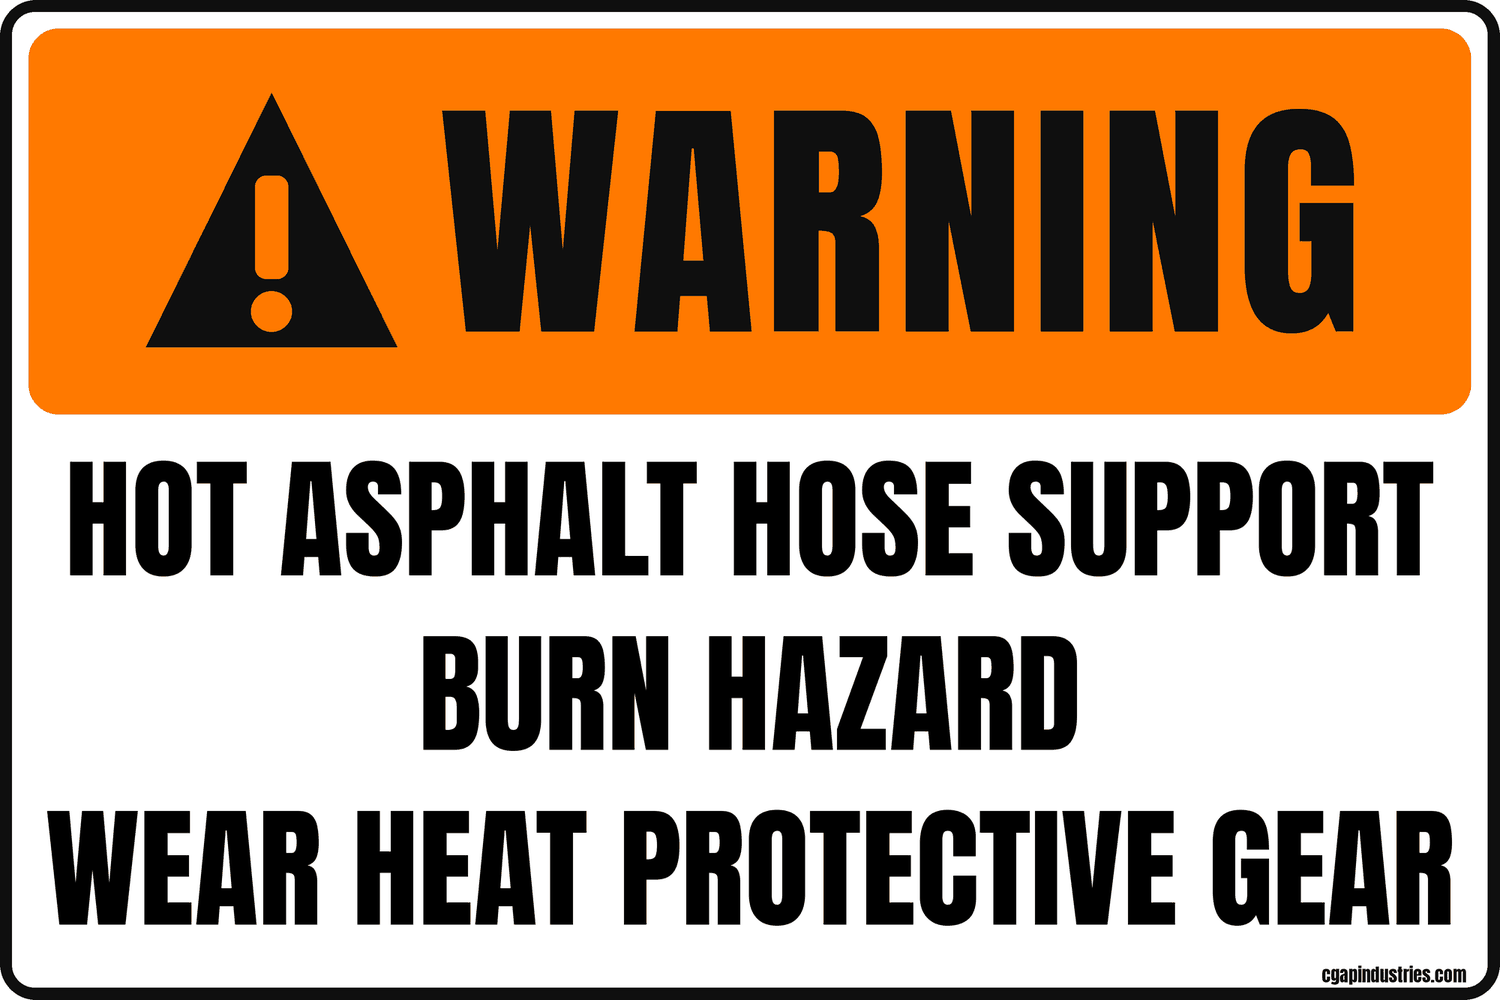 WARNING
HOT ASPHALT HOSE SUPPORT
BURN HAZARD
WEAR HEAT PROTECTIVE GEAR
cgapindustries.com